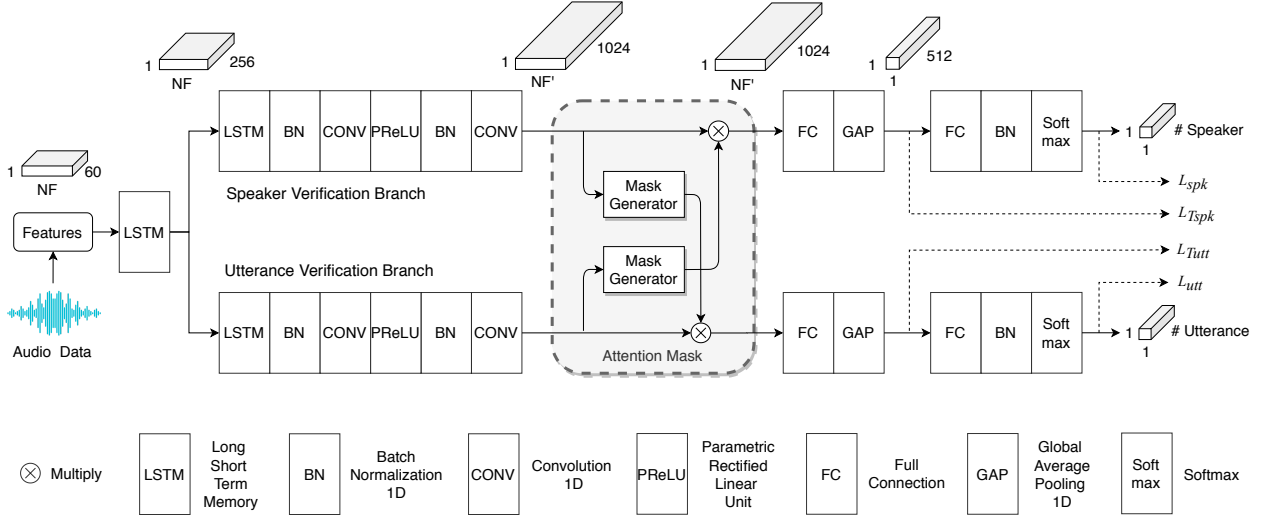 1
NF
256
1
NF'
1024
1
NF'
1024
1
1
512
LSTM
BN
CONV
PReLU
BN
CONV
FC
GAP
FC
BN
Soft
max
1
1
# Speaker
Speaker Verification Branch
1
NF
60
Mask
Generator
L_spk
L_Tspk
Features
LSTM
Utterance Verification Branch
Mask
Generator
L_Tutt
L_utt
Audio Data
LSTM
BN
CONV
PReLU
BN
CONV
Attention Mask
FC
GAP
FC
BN
Soft
max
1
1
# Utterance
Multiply
LSTM
Long
Short
Term
Memory
BN
Batch
Normalization
1D
CONV
Convolution
1D
PReLU
Parametric
Rectified
Linear
Unit
FC
Full
Connection
GAP
Global
Average
Pooling
1D
Soft
max
Softmax